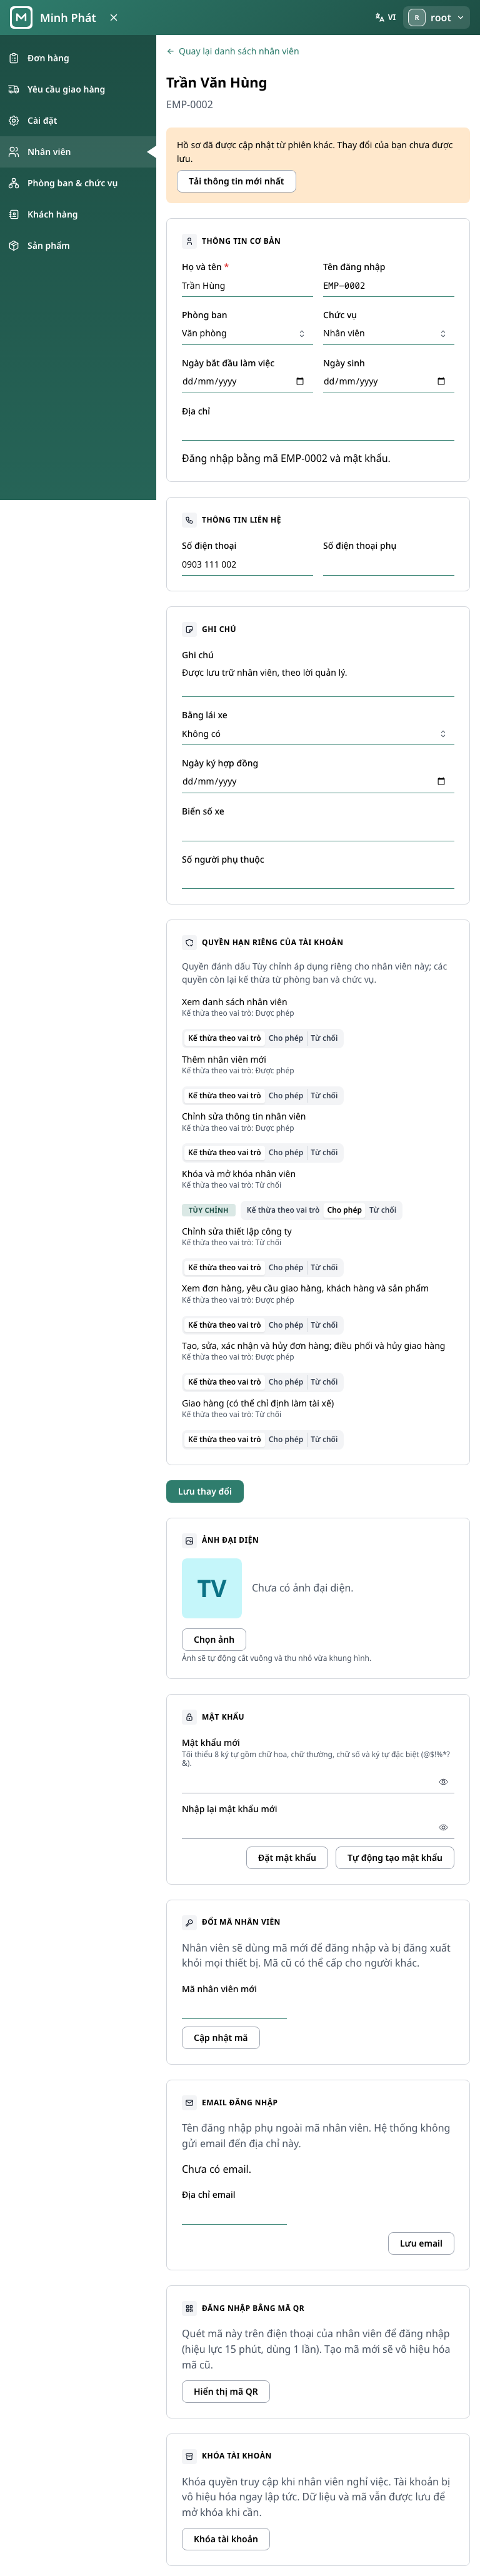 Minh Phát
VI
R
root
Đơn hàng
Yêu cầu giao hàng
Cài đặt
Nhân viên
Phòng ban & chức vụ
Khách hàng
Sản phẩm
Quay lại danh sách nhân viên
Trần Văn Hùng
EMP-0002
Hồ sơ đã được cập nhật từ phiên khác. Thay đổi của bạn chưa được
lưu.
Tải thông tin mới nhất
THÔNG TIN CƠ BẢN
Họ và tên *
Tên đăng nhập
Trần Hùng
EMP-0002
Phòng ban
Chức vụ
Văn phòng
Nhân viên
Ngày bắt đầu làm việc
Ngày sinh
dd/mm/yyyy
dd/mm/yyyy
Địa chỉ
Đăng nhập bằng mã EMP-0002 và mật khẩu.
THÔNG TIN LIÊN HỆ
Số điện thoại
Số điện thoại phụ
0903 111 002
GHI CHÚ
Ghi chú
Được lưu trữ nhân viên, theo lời quản lý.
Bằng lái xe
Không có
Ngày ký hợp đồng
dd/mm/yyyy
Biển số xe
Số người phụ thuộc
QUYỀN HẠN RIÊNG CỦA TÀI KHOẢN
Quyền đánh dấu Tùy chỉnh áp dụng riêng cho nhân viên này; các
quyền còn lại kế thừa từ phòng ban và chức vụ.
Xem danh sách nhân viên
Kế thừa theo vai trò: Được phép
Kế thừa theo vai trò Cho phép Từ chối
Thêm nhân viên mới
Kế thừa theo vai trò: Được phép
Kế thừa theo vai trò Cho phép Từ chối
Chỉnh sửa thông tin nhân viên
Kế thừa theo vai trò: Được phép
Kế thừa theo vai trò Cho phép Từ chối
Khóa và mở khóa nhân viên
Kế thừa theo vai trò: Từ chối
TÙY CHỈNH Kế thừa theo vai trò Cho phép Từ chối
Chỉnh sửa thiết lập công ty
Kế thừa theo vai trò: Từ chối
Kế thừa theo vai trò Cho phép Từ chối
Xem đơn hàng, yêu cầu giao hàng, khách hàng và sản phẩm
Kế thừa theo vai trò: Được phép
Kế thừa theo vai trò Cho phép Từ chối
Tạo, sửa, xác nhận và hủy đơn hàng; điều phối và hủy giao hàng
Kế thừa theo vai trò: Được phép
Kế thừa theo vai trò Cho phép Từ chối
Giao hàng (có thể chỉ định làm tài xế)
Kế thừa theo vai trò: Từ chối
Kế thừa theo vai trò Cho phép Từ chối
Lưu thay đổi
ẢNH ĐẠI DIỆN
TV
Chưa có ảnh đại diện.
Chọn ảnh
Ảnh sẽ tự động cắt vuông và thu nhỏ vừa khung hình.
MẬT KHẨU
Mật khẩu mới
Tối thiểu 8 ký tự gồm chữ hoa, chữ thường, chữ số và ký tự đặc biệt (@$!%*?
&).
Nhập lại mật khẩu mới
Đặt mật khẩu
Tự động tạo mật khẩu
ĐỔI MÃ NHÂN VIÊN
Nhân viên sẽ dùng mã mới để đăng nhập và bị đăng xuất
khỏi mọi thiết bị. Mã cũ có thể cấp cho người khác.
Mã nhân viên mới
Cập nhật mã
EMAIL ĐĂNG NHẬP
Tên đăng nhập phụ ngoài mã nhân viên. Hệ thống không
gửi email đến địa chỉ này.
Chưa có email.
Địa chỉ email
Lưu email
ĐĂNG NHẬP BẰNG MÃ QR
Quét mã này trên điện thoại của nhân viên để đăng nhập
(hiệu lực 15 phút, dùng 1 lần). Tạo mã mới sẽ vô hiệu hóa
mã cũ.
Hiển thị mã QR
KHÓA TÀI KHOẢN
Khóa quyền truy cập khi nhân viên nghỉ việc. Tài khoản bị
vô hiệu hóa ngay lập tức. Dữ liệu và mã vẫn được lưu để
mở khóa khi cần.
Khóa tài khoản